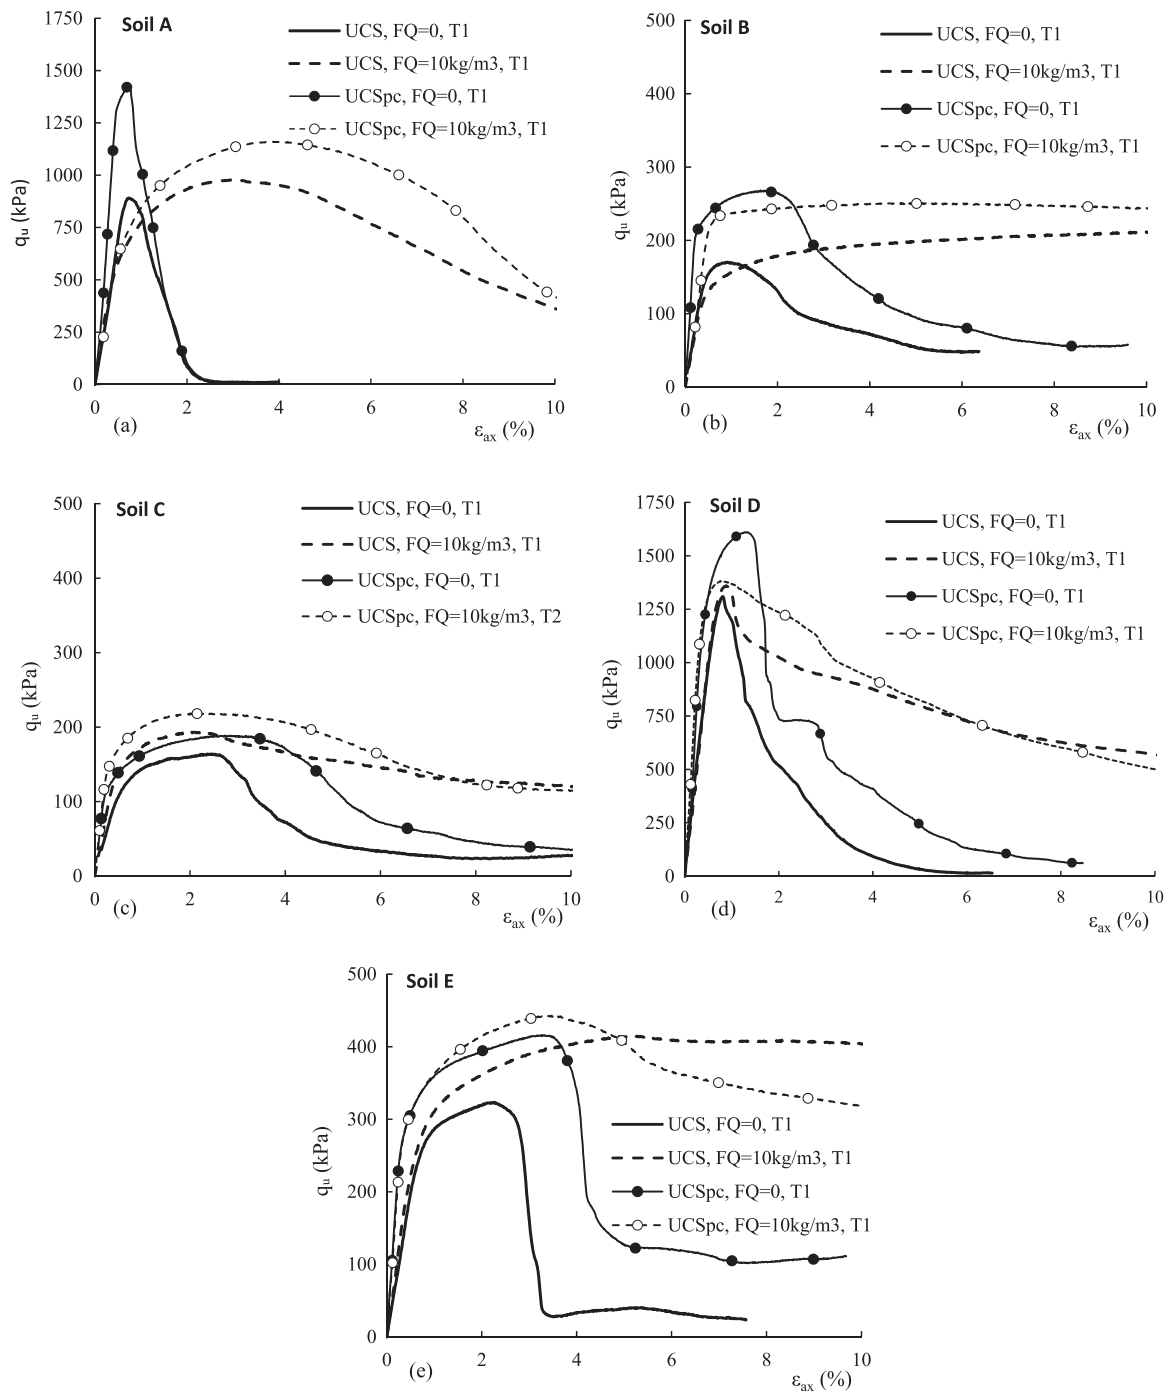 Soil A
UCS, FQ=0, T1
UCS, FQ=10kg/m3, T1
UCSpc, FQ=0, T1
UCSpc, FQ=10kg/m3, T1
1750
1500
1250
1000
750
500
250
0
qu (kPa)
0 2 4 6 8 10
(a)
εax (%)
Soil B
UCS, FQ=0, T1
UCS, FQ=10kg/m3, T1
UCSpc, FQ=0, T1
UCSpc, FQ=10kg/m3, T1
500
400
300
200
100
0
qu (kPa)
0 2 4 6 8 10
(b)
εax (%)
Soil C
UCS, FQ=0, T1
UCS, FQ=10kg/m3, T1
UCSpc, FQ=0, T1
UCSpc, FQ=10kg/m3, T2
500
400
300
200
100
0
qu (kPa)
0 2 4 6 8 10
(c)
εax (%)
Soil D
UCS, FQ=0, T1
UCS, FQ=10kg/m3, T1
UCSpc, FQ=0, T1
UCSpc, FQ=10kg/m3, T1
1750
1500
1250
1000
750
500
250
0
qu (kPa)
0 2 4 6 8 10
(d)
εax (%)
Soil E
UCS, FQ=0, T1
UCS, FQ=10kg/m3, T1
UCSpc, FQ=0, T1
UCSpc, FQ=10kg/m3, T1
500
400
300
200
100
0
qu (kPa)
0 2 4 6 8 10
(e)
εax (%)